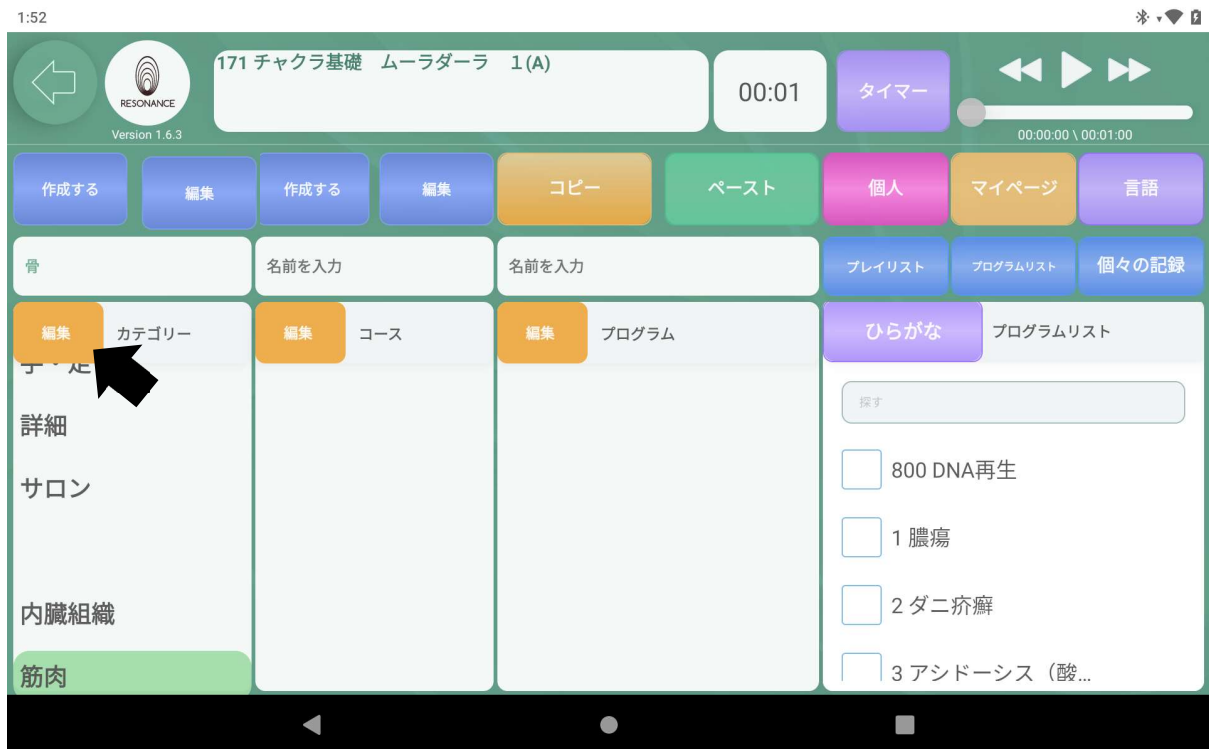 1:52
171 チャクラ基礎　ムーラダーラ　１(A)
00:01
タイマー
RESONANCE
Version 1.6.3
00:00:00 \ 00:01:00
作成する
編集
作成する
編集
コピー
ペースト
個人
マイページ
言語
骨
名前を入力
名前を入力
プレイリスト
プログラムリスト
個々の記録
編集
カテゴリー
編集
コース
編集
プログラム
ひらがな
プログラムリスト
詳細
サロン
内臓組織
筋肉
探す
800 DNA再生
1 膿瘍
2 ダニ疥癬
3 アシドーシス（酸...